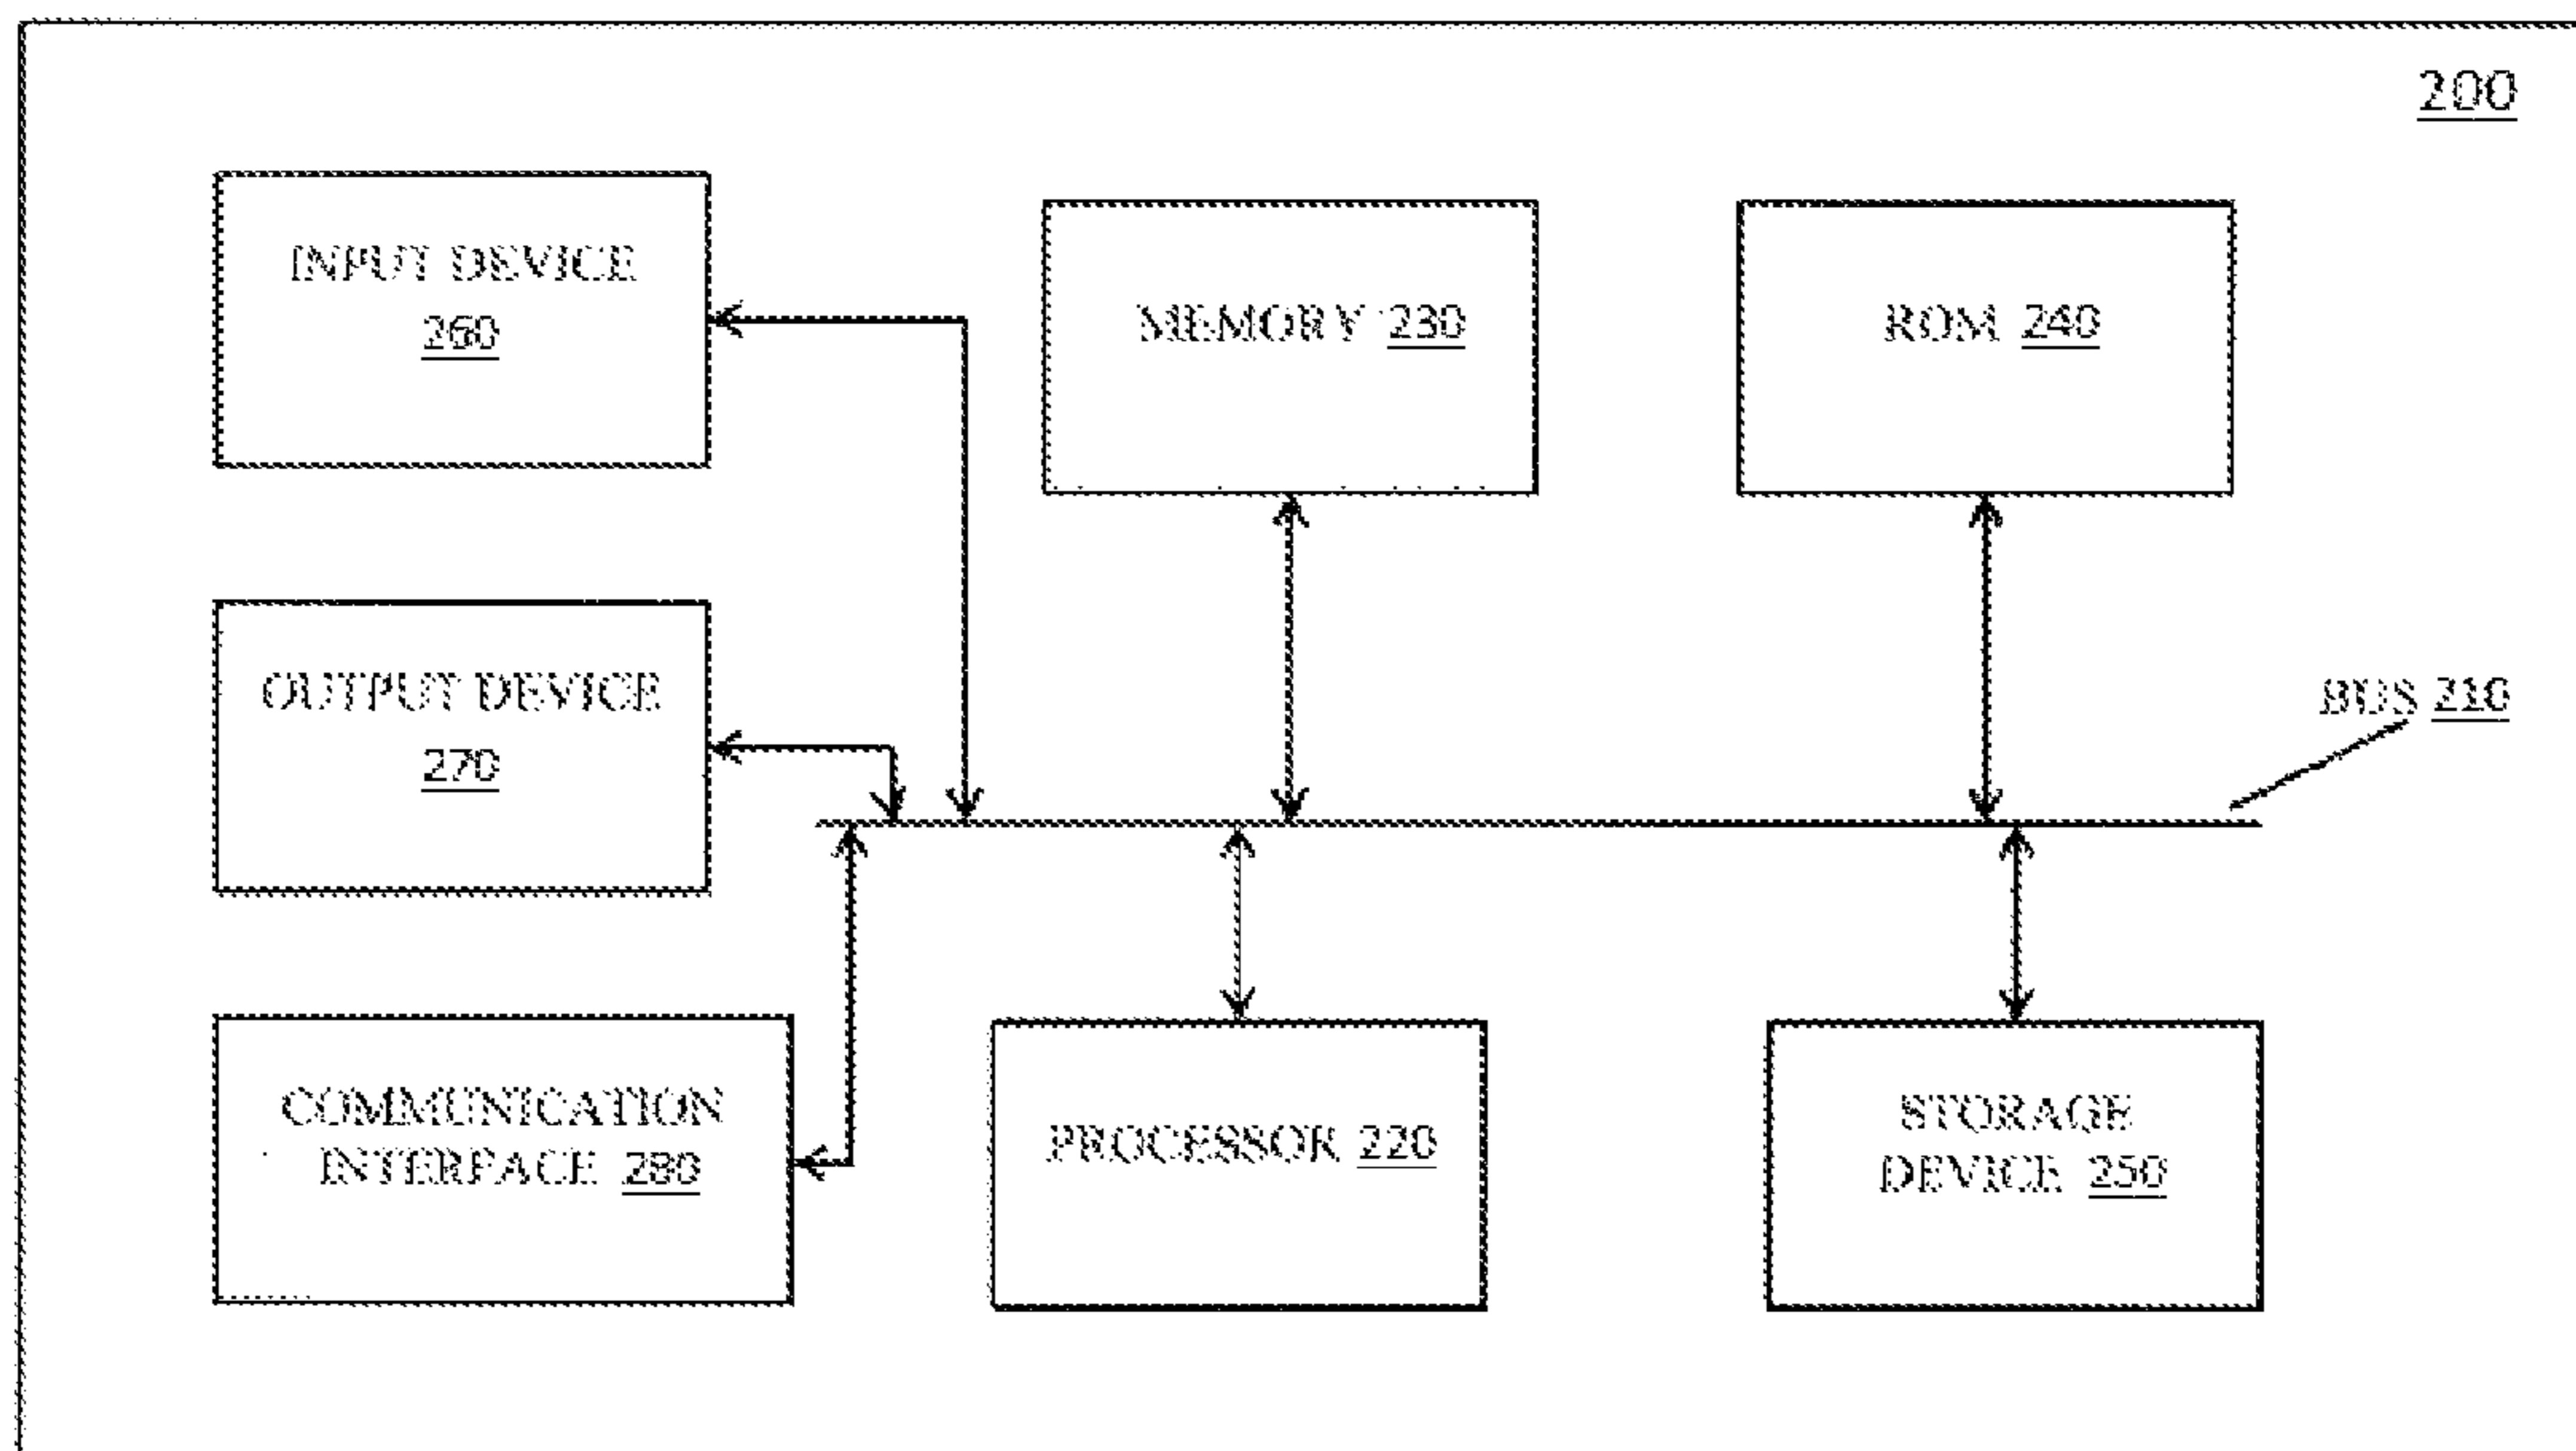 200
INPUT DEVICE
260
MEMORY 230
ROM 240
OUTPUT DEVICE
270
BUS 210
COMMUNICATION
INTERFACE 280
PROCESSOR 220
STORAGE
DEVICE 250